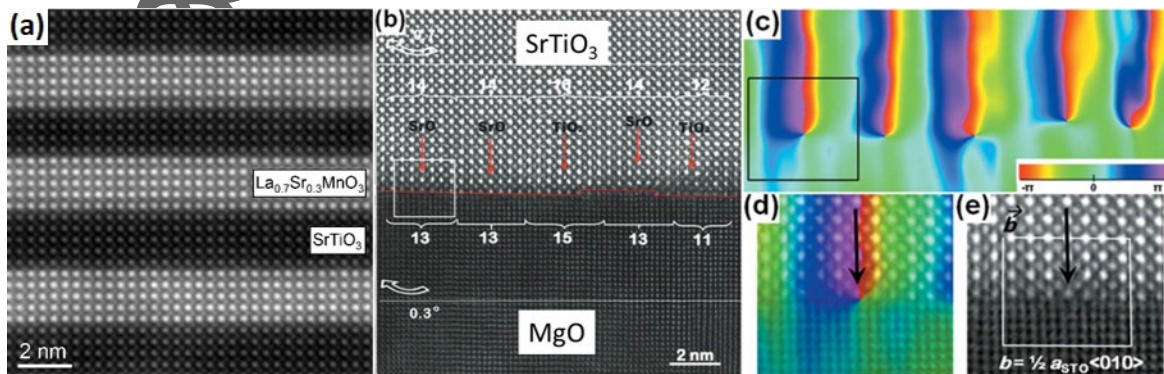 (a)
La0.7Sr0.3MnO3
SrTiO3
2 nm
(b)
SrTiO3
14 14 16 14 12
SrO SrO TiO2 SrO TiO2
13 13 15 13 11
0.3°
MgO
2 nm
(c)
-π 0 π
(d)
(e)
b
b = ½ aSTO<010>